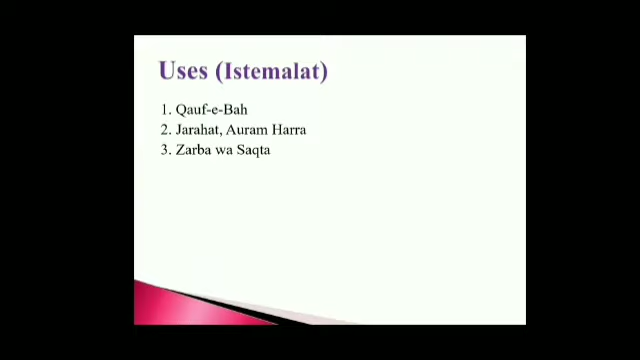 Uses (Istemalat)
1. Qauf-e-Bah
2. Jarahat, Auram Harra
3. Zarba wa Saqta